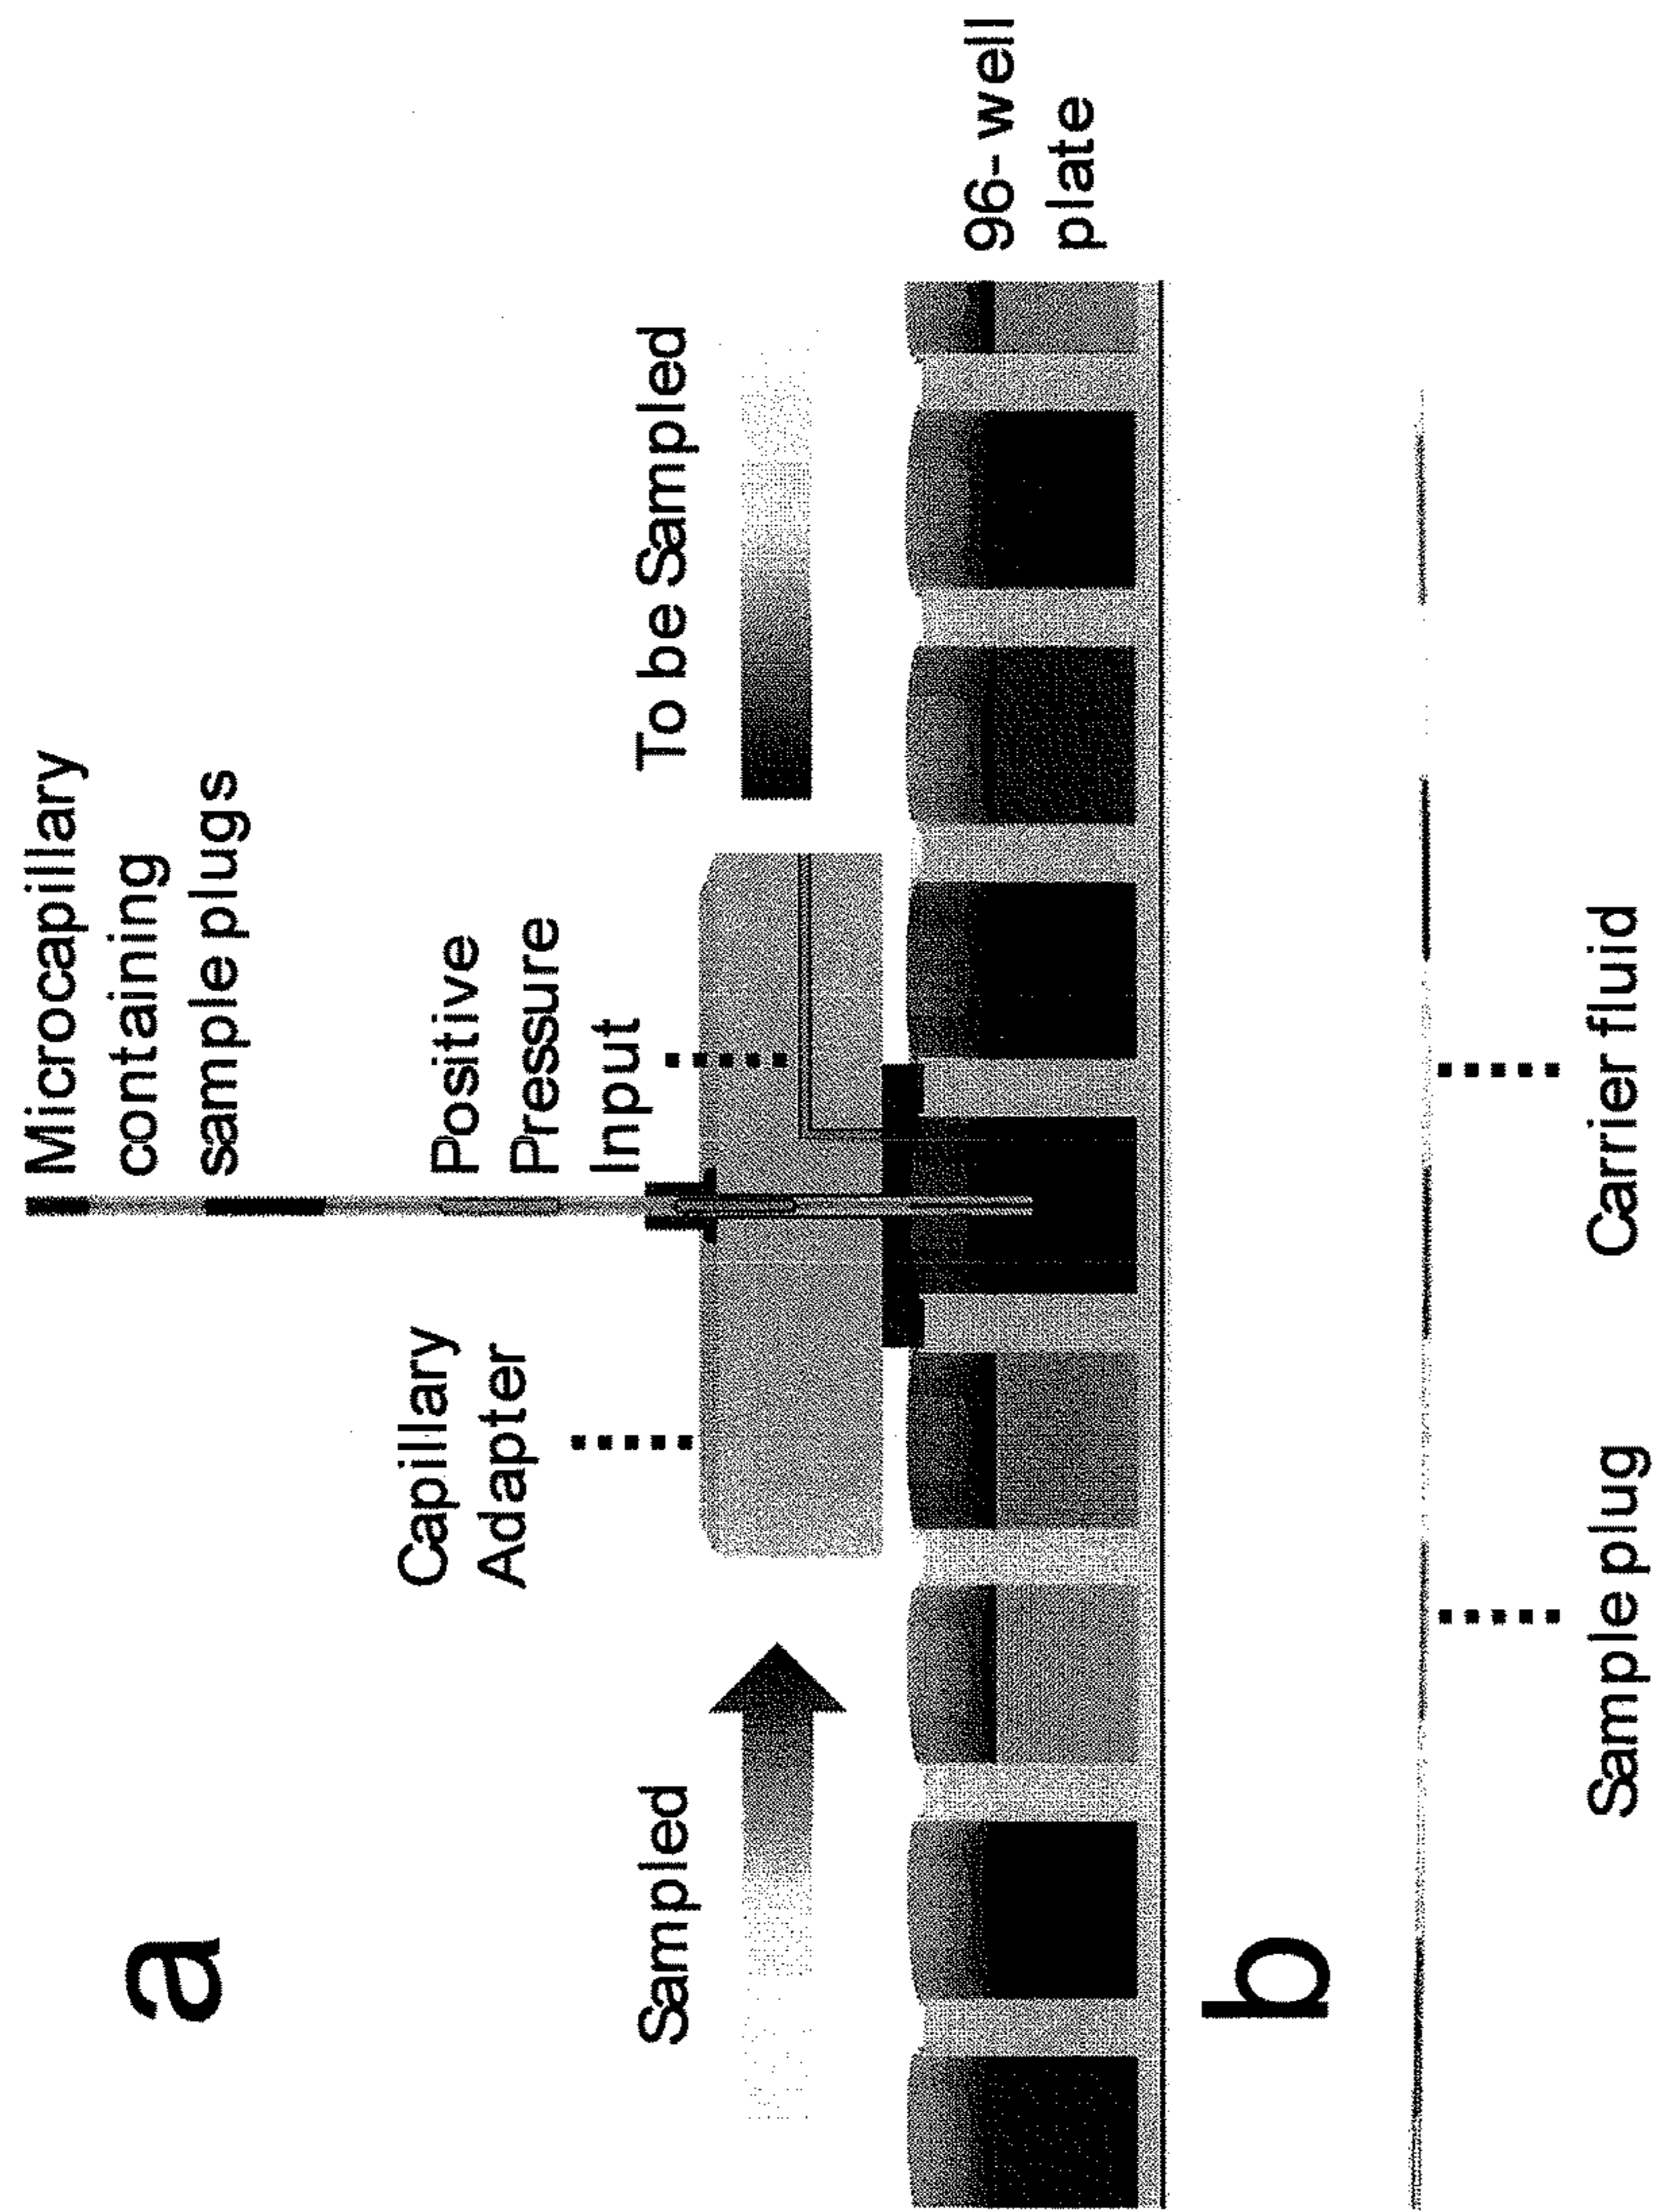 a
Microcapillary
containing
sample plugs
Capillary
Adapter
Positive
Pressure
Input
Sampled
To be Sampled
96- well
plate
b
Sample plug
Carrier fluid